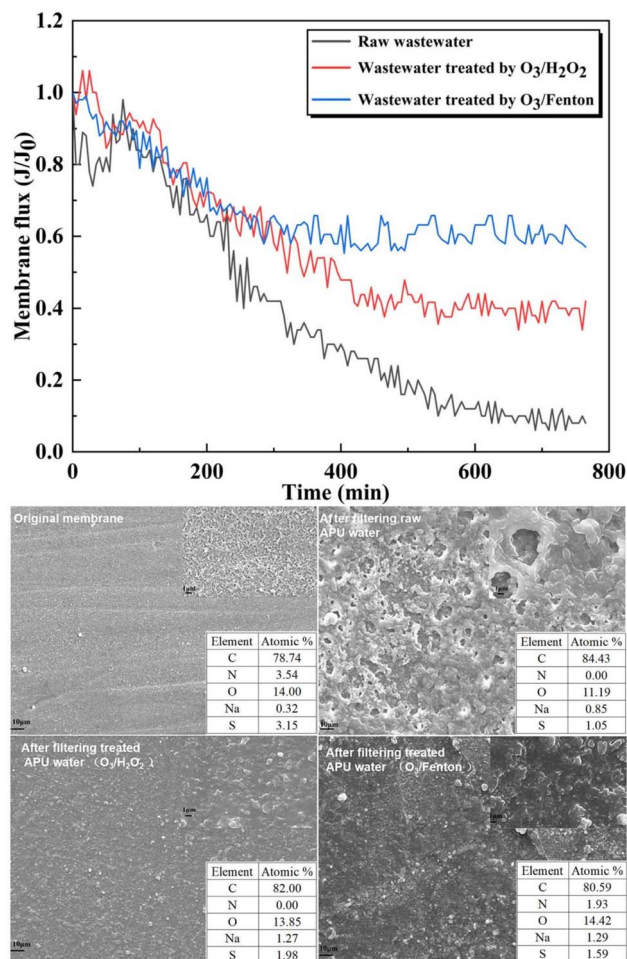 1.2
1.0
0.8
0.6
0.4
0.2
0.0
Membrane flux (J/J₀)
Raw wastewater
Wastewater treated by O₃/H₂O₂
Wastewater treated by O₃/Fenton
0 200 400 600 800
Time (min)
Original membrane
1μm
10μm
Element Atomic %
C 78.74
N 3.54
O 14.00
Na 0.32
S 3.15
After filtering raw
APU water
1μm
10μm
Element Atomic %
C 84.43
N 0.00
O 11.19
Na 0.85
S 1.05
After filtering treated
APU water （O₃/H₂O₂）
1μm
10μm
Element Atomic %
C 82.00
N 0.00
O 13.85
Na 1.27
S 1.98
After filtering treated
APU water （O₃/Fenton）
1μm
10μm
Element Atomic %
C 80.59
N 1.93
O 14.42
Na 1.29
S 1.59